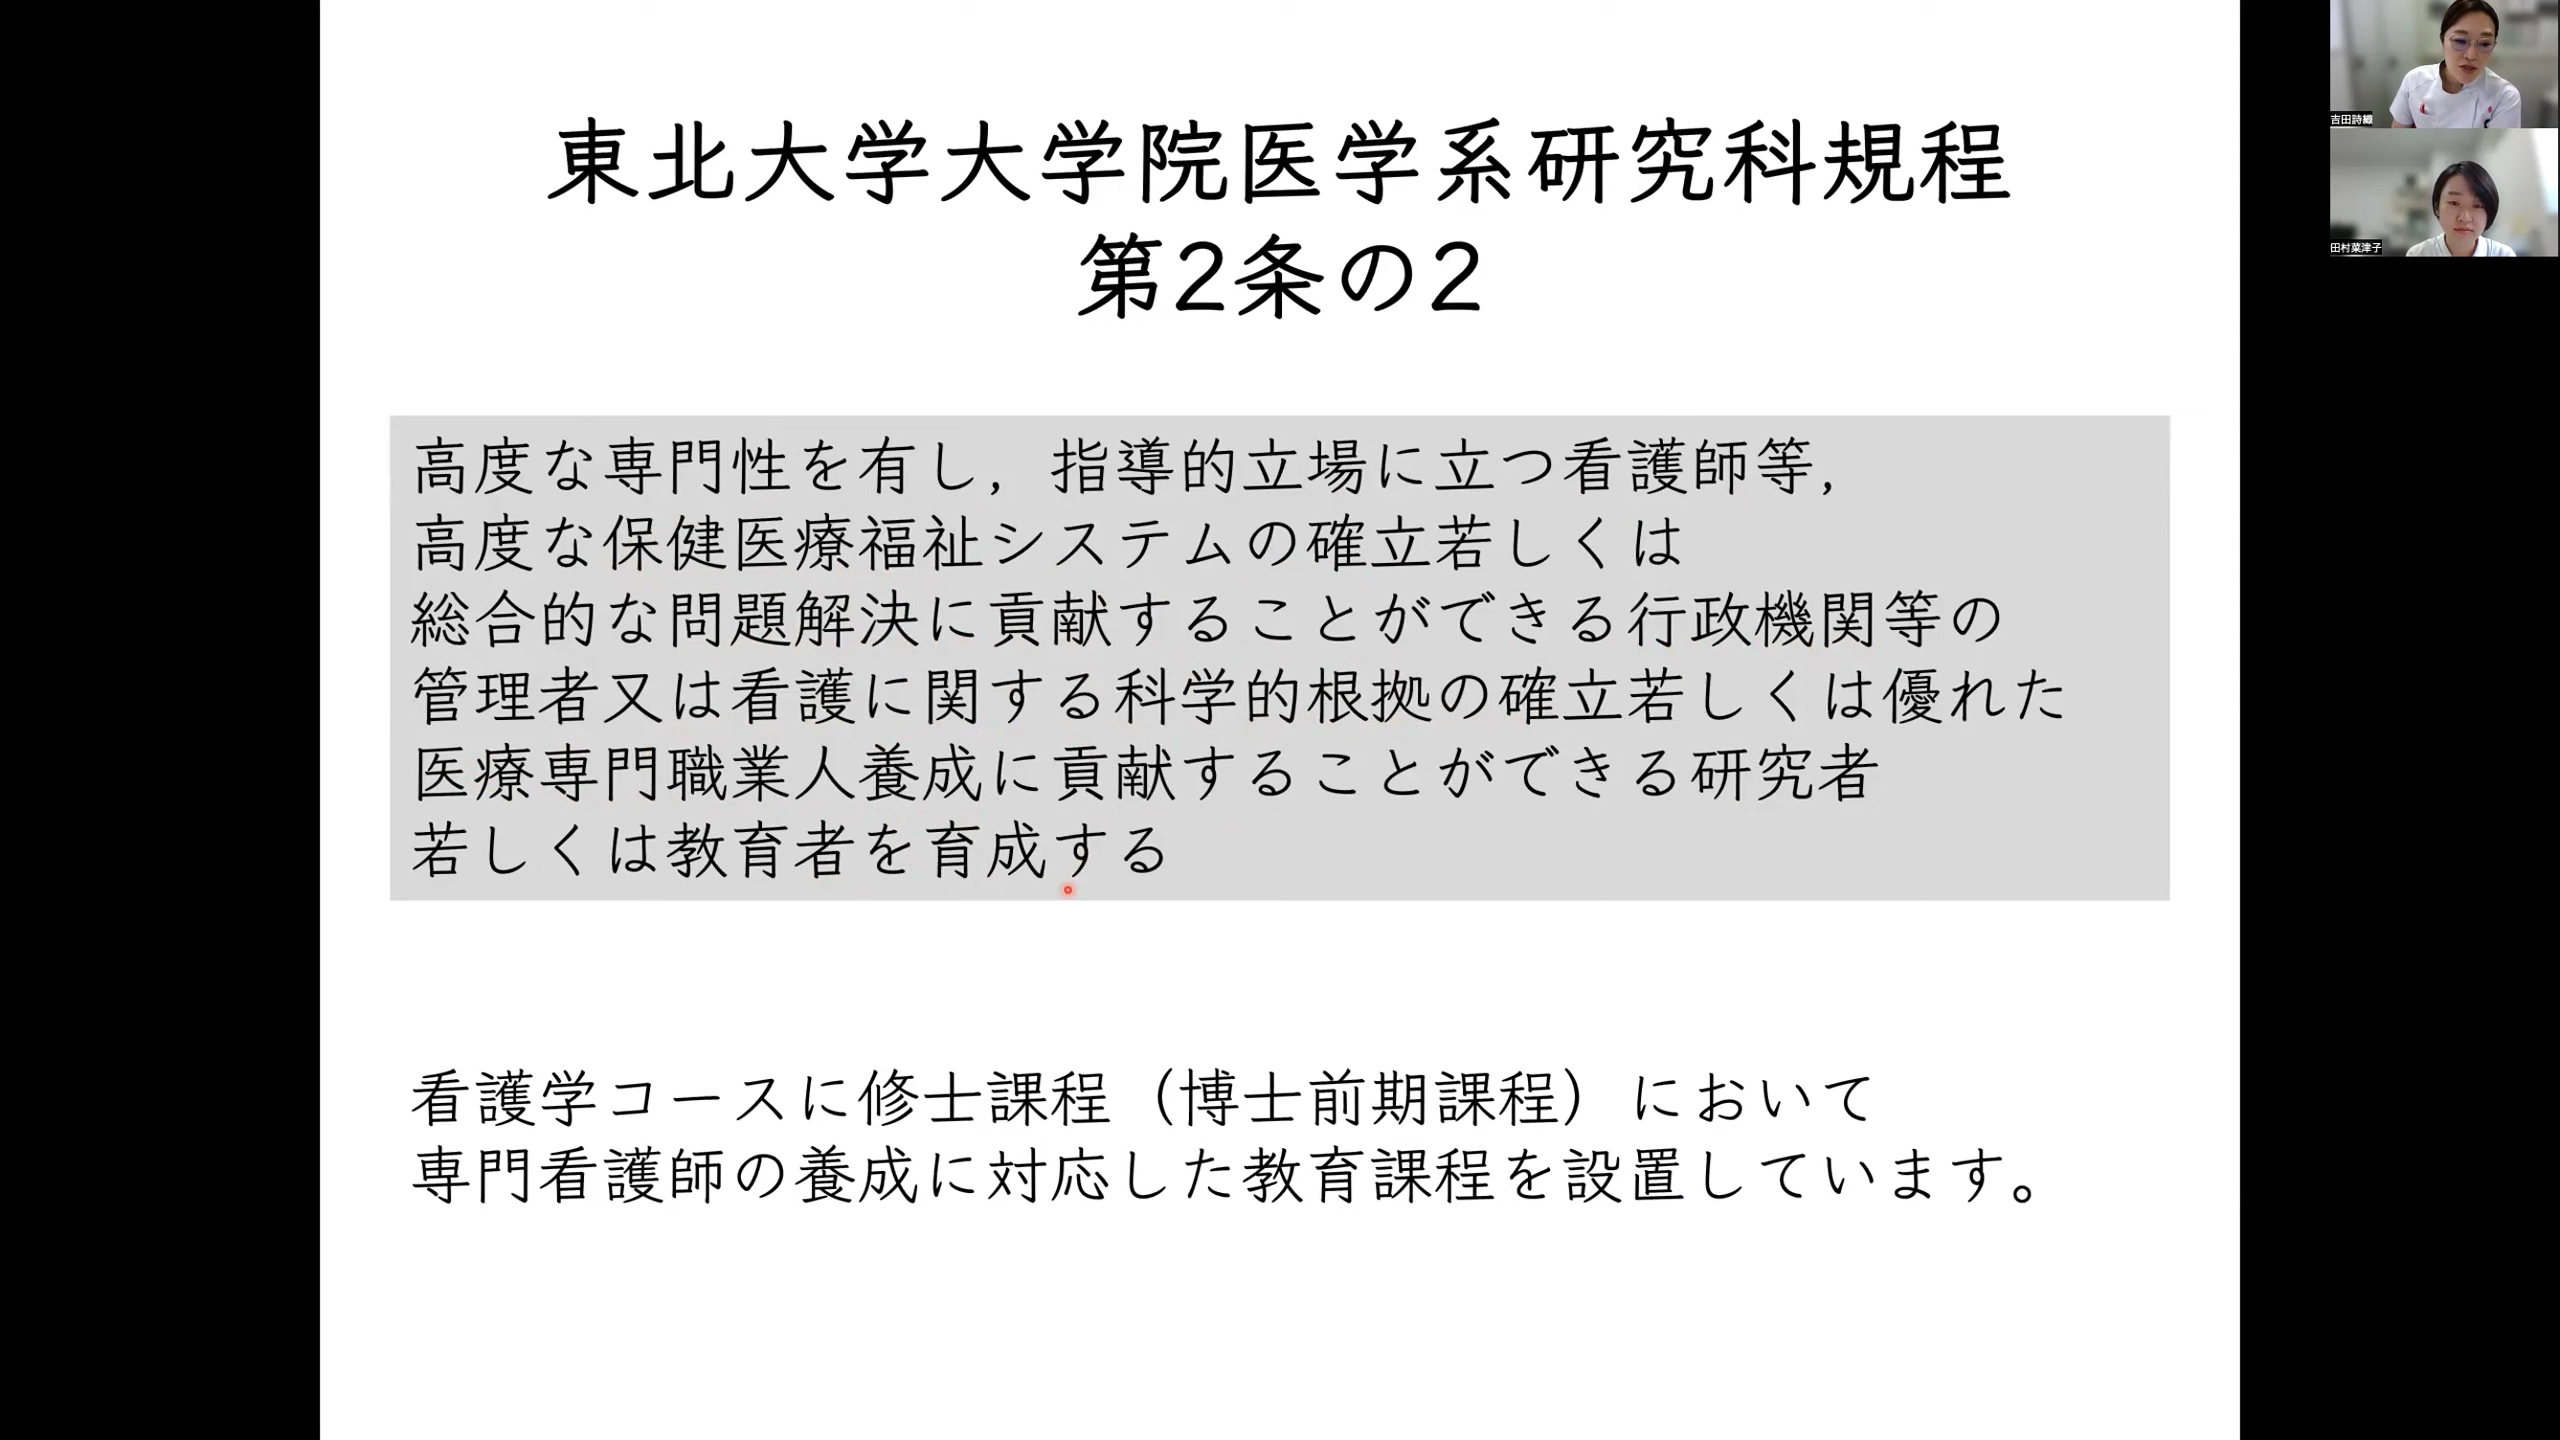 東北大学大学院医学系研究科規程
第2条の2
高度な専門性を有し，指導的立場に立つ看護師等，
高度な保健医療福祉システムの確立若しくは
総合的な問題解決に貢献することができる行政機関等の
管理者又は看護に関する科学的根拠の確立若しくは優れた
医療専門職業人養成に貢献することができる研究者
若しくは教育者を育成する
看護学コースに修士課程（博士前期課程）において
専門看護師の養成に対応した教育課程を設置しています。
吉田詩織
田村菜津子